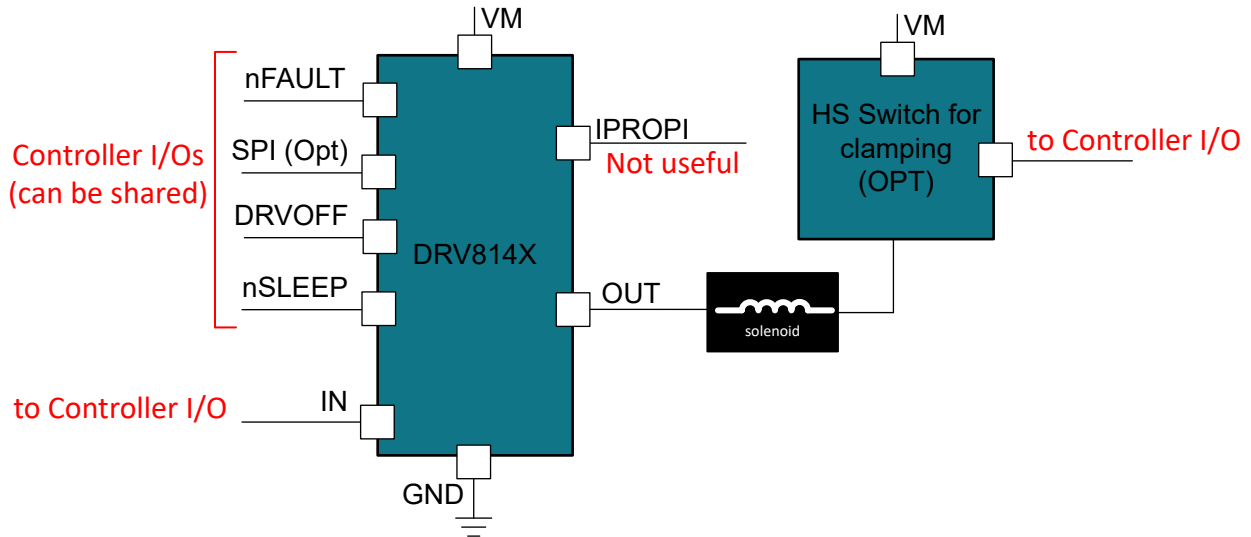 VM
VM
nFAULT
SPI (Opt)
DRVOFF
nSLEEP
Controller I/Os
(can be shared)
IN
to Controller I/O
DRV814X
IPROPI
Not useful
OUT
GND
solenoid
HS Switch for
clamping
(OPT)
to Controller I/O